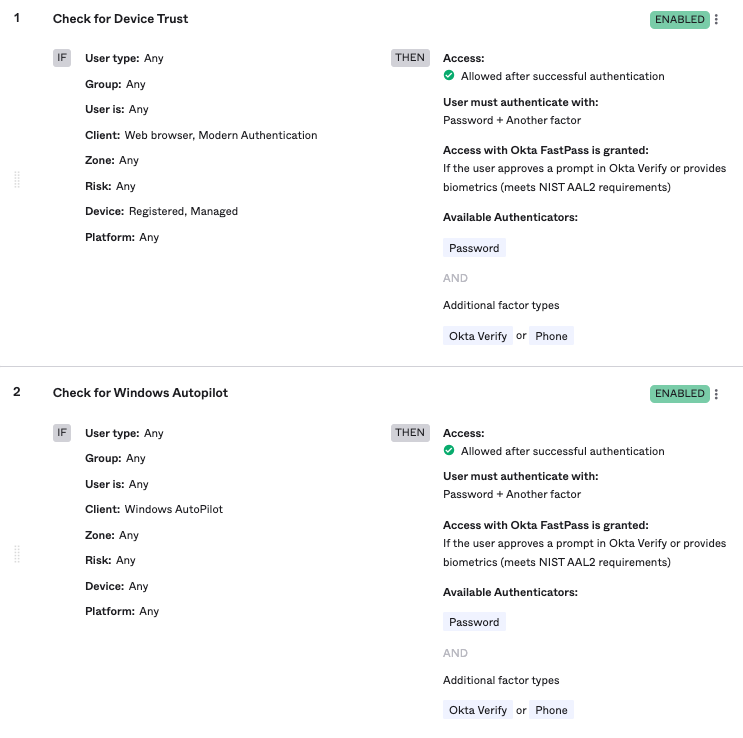 1 Check for Device Trust ENABLED
IF User type: Any
Group: Any
User is: Any
Client: Web browser, Modern Authentication
Zone: Any
Risk: Any
Device: Registered, Managed
Platform: Any
THEN Access:
Allowed after successful authentication
User must authenticate with:
Password + Another factor
Access with Okta FastPass is granted:
If the user approves a prompt in Okta Verify or provides
biometrics (meets NIST AAL2 requirements)
Available Authenticators:
Password
AND
Additional factor types
Okta Verify or Phone
2 Check for Windows Autopilot ENABLED
IF User type: Any
Group: Any
User is: Any
Client: Windows AutoPilot
Zone: Any
Risk: Any
Device: Any
Platform: Any
THEN Access:
Allowed after successful authentication
User must authenticate with:
Password + Another factor
Access with Okta FastPass is granted:
If the user approves a prompt in Okta Verify or provides
biometrics (meets NIST AAL2 requirements)
Available Authenticators:
Password
AND
Additional factor types
Okta Verify or Phone